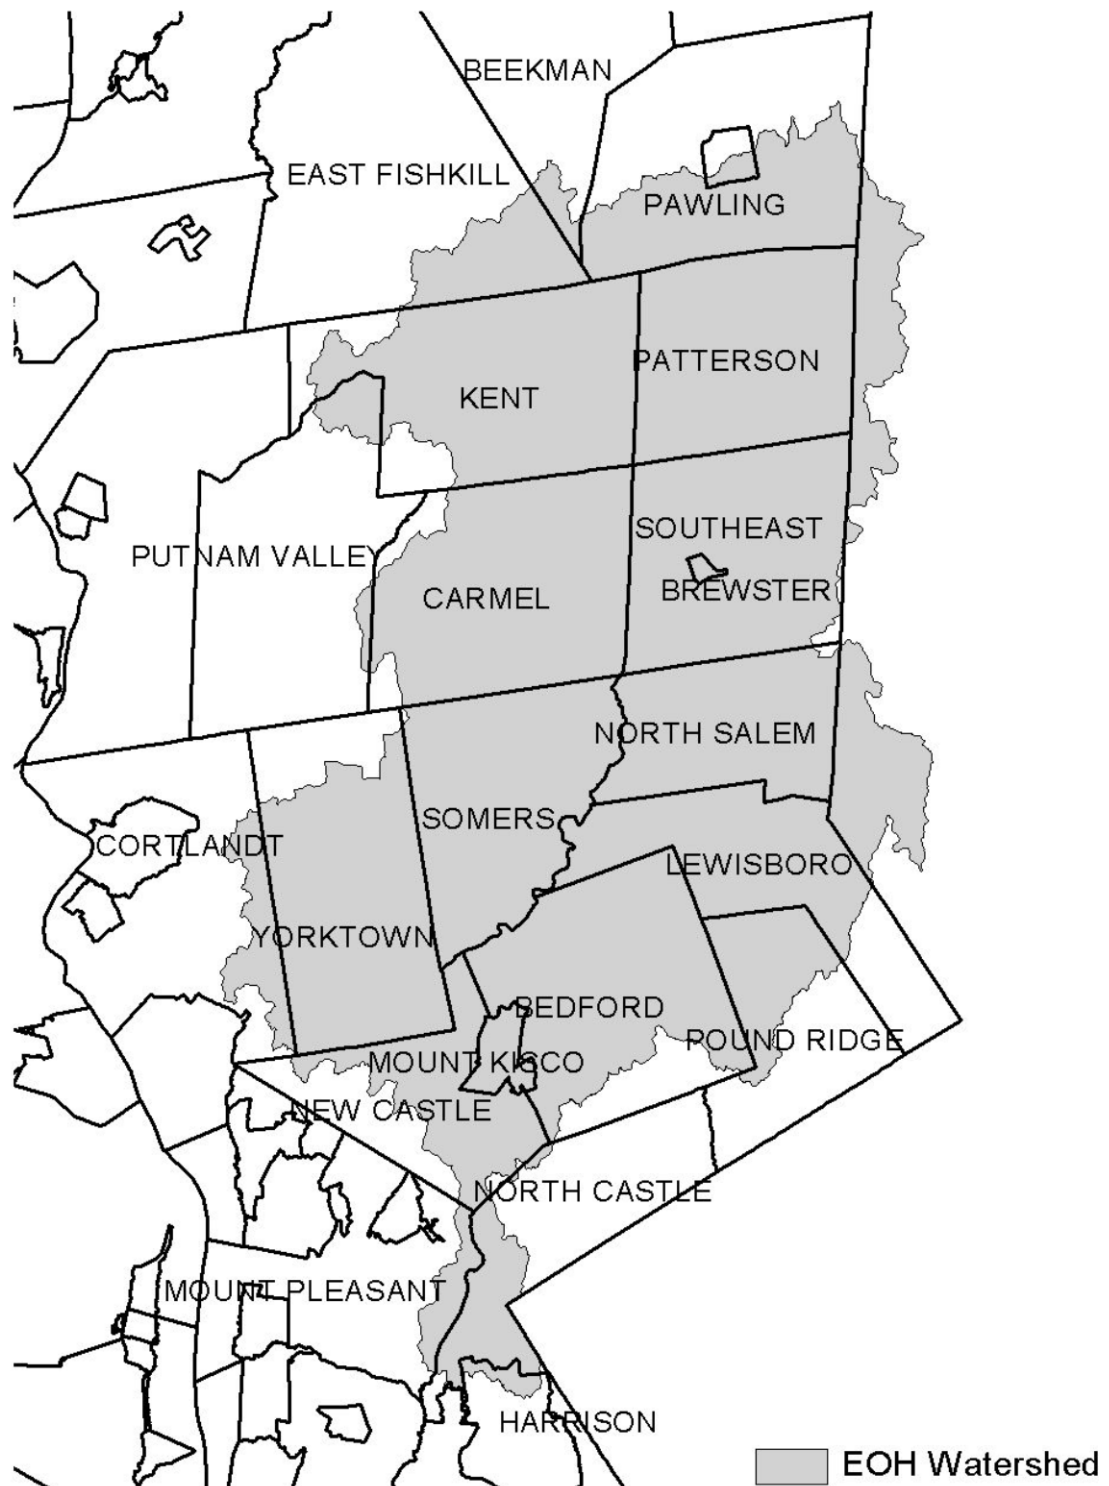 BEEKMAN
EAST FISHKILL
PAWLING
PATTERSON
KENT
SOUTHEAST
PUTNAM VALLEY
BREWSTER
CARMEL
NORTH SALEM
SOMERS
CORTLANDT
LEWISBORO
YORKTOWN
BEDFORD
POUND RIDGE
MOUNT KISCO
NEW CASTLE
NORTH CASTLE
MOUNT PLEASANT
HARRISON
EOH Watershed